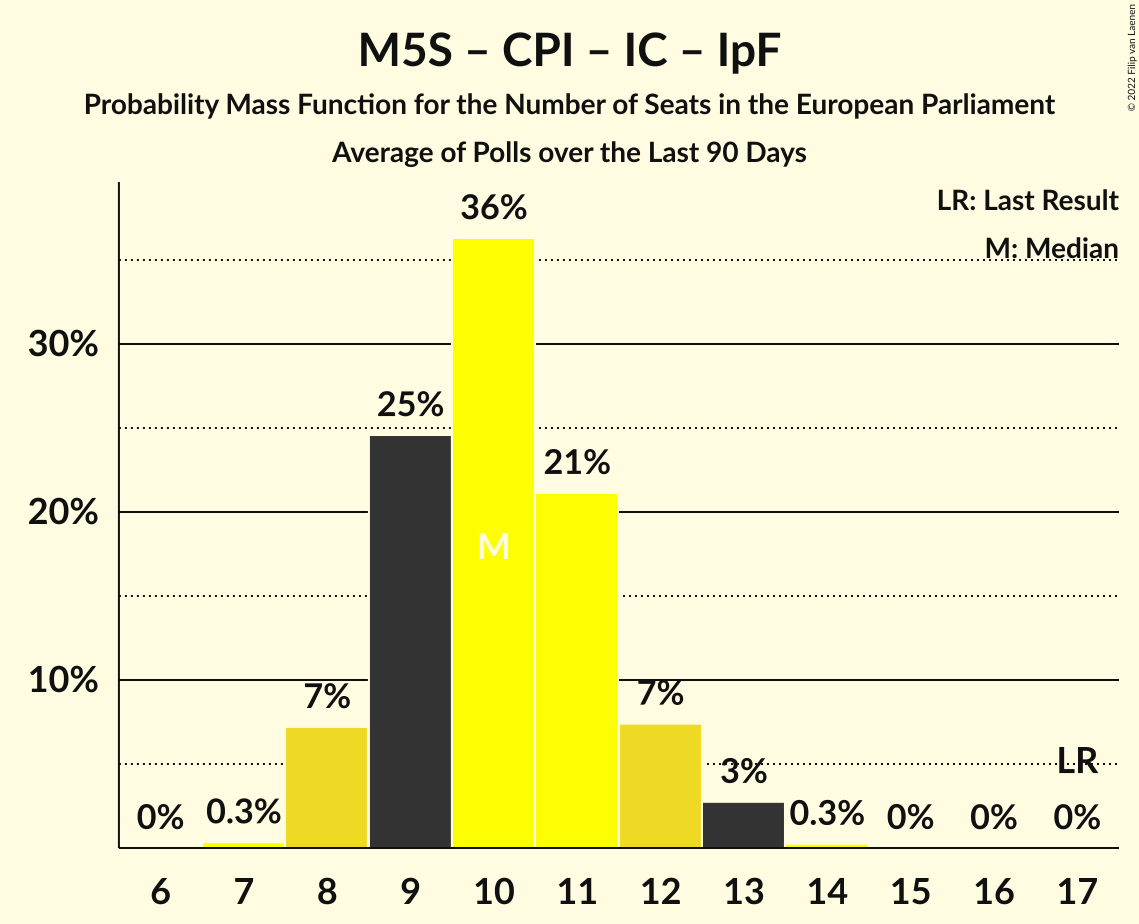 M5S – CPI – IC – IpF
Probability Mass Function for the Number of Seats in the European Parliament
Average of Polls over the Last 90 Days
© 2022 Filip van Laenen
LR: Last Result
M: Median
36%
30%
25%
21%
20%
M
10%
7%
7%
3%
LR
0%
0.3%
0.3%
0%
0%
0%
6 7 8 9 10 11 12 13 14 15 16 17